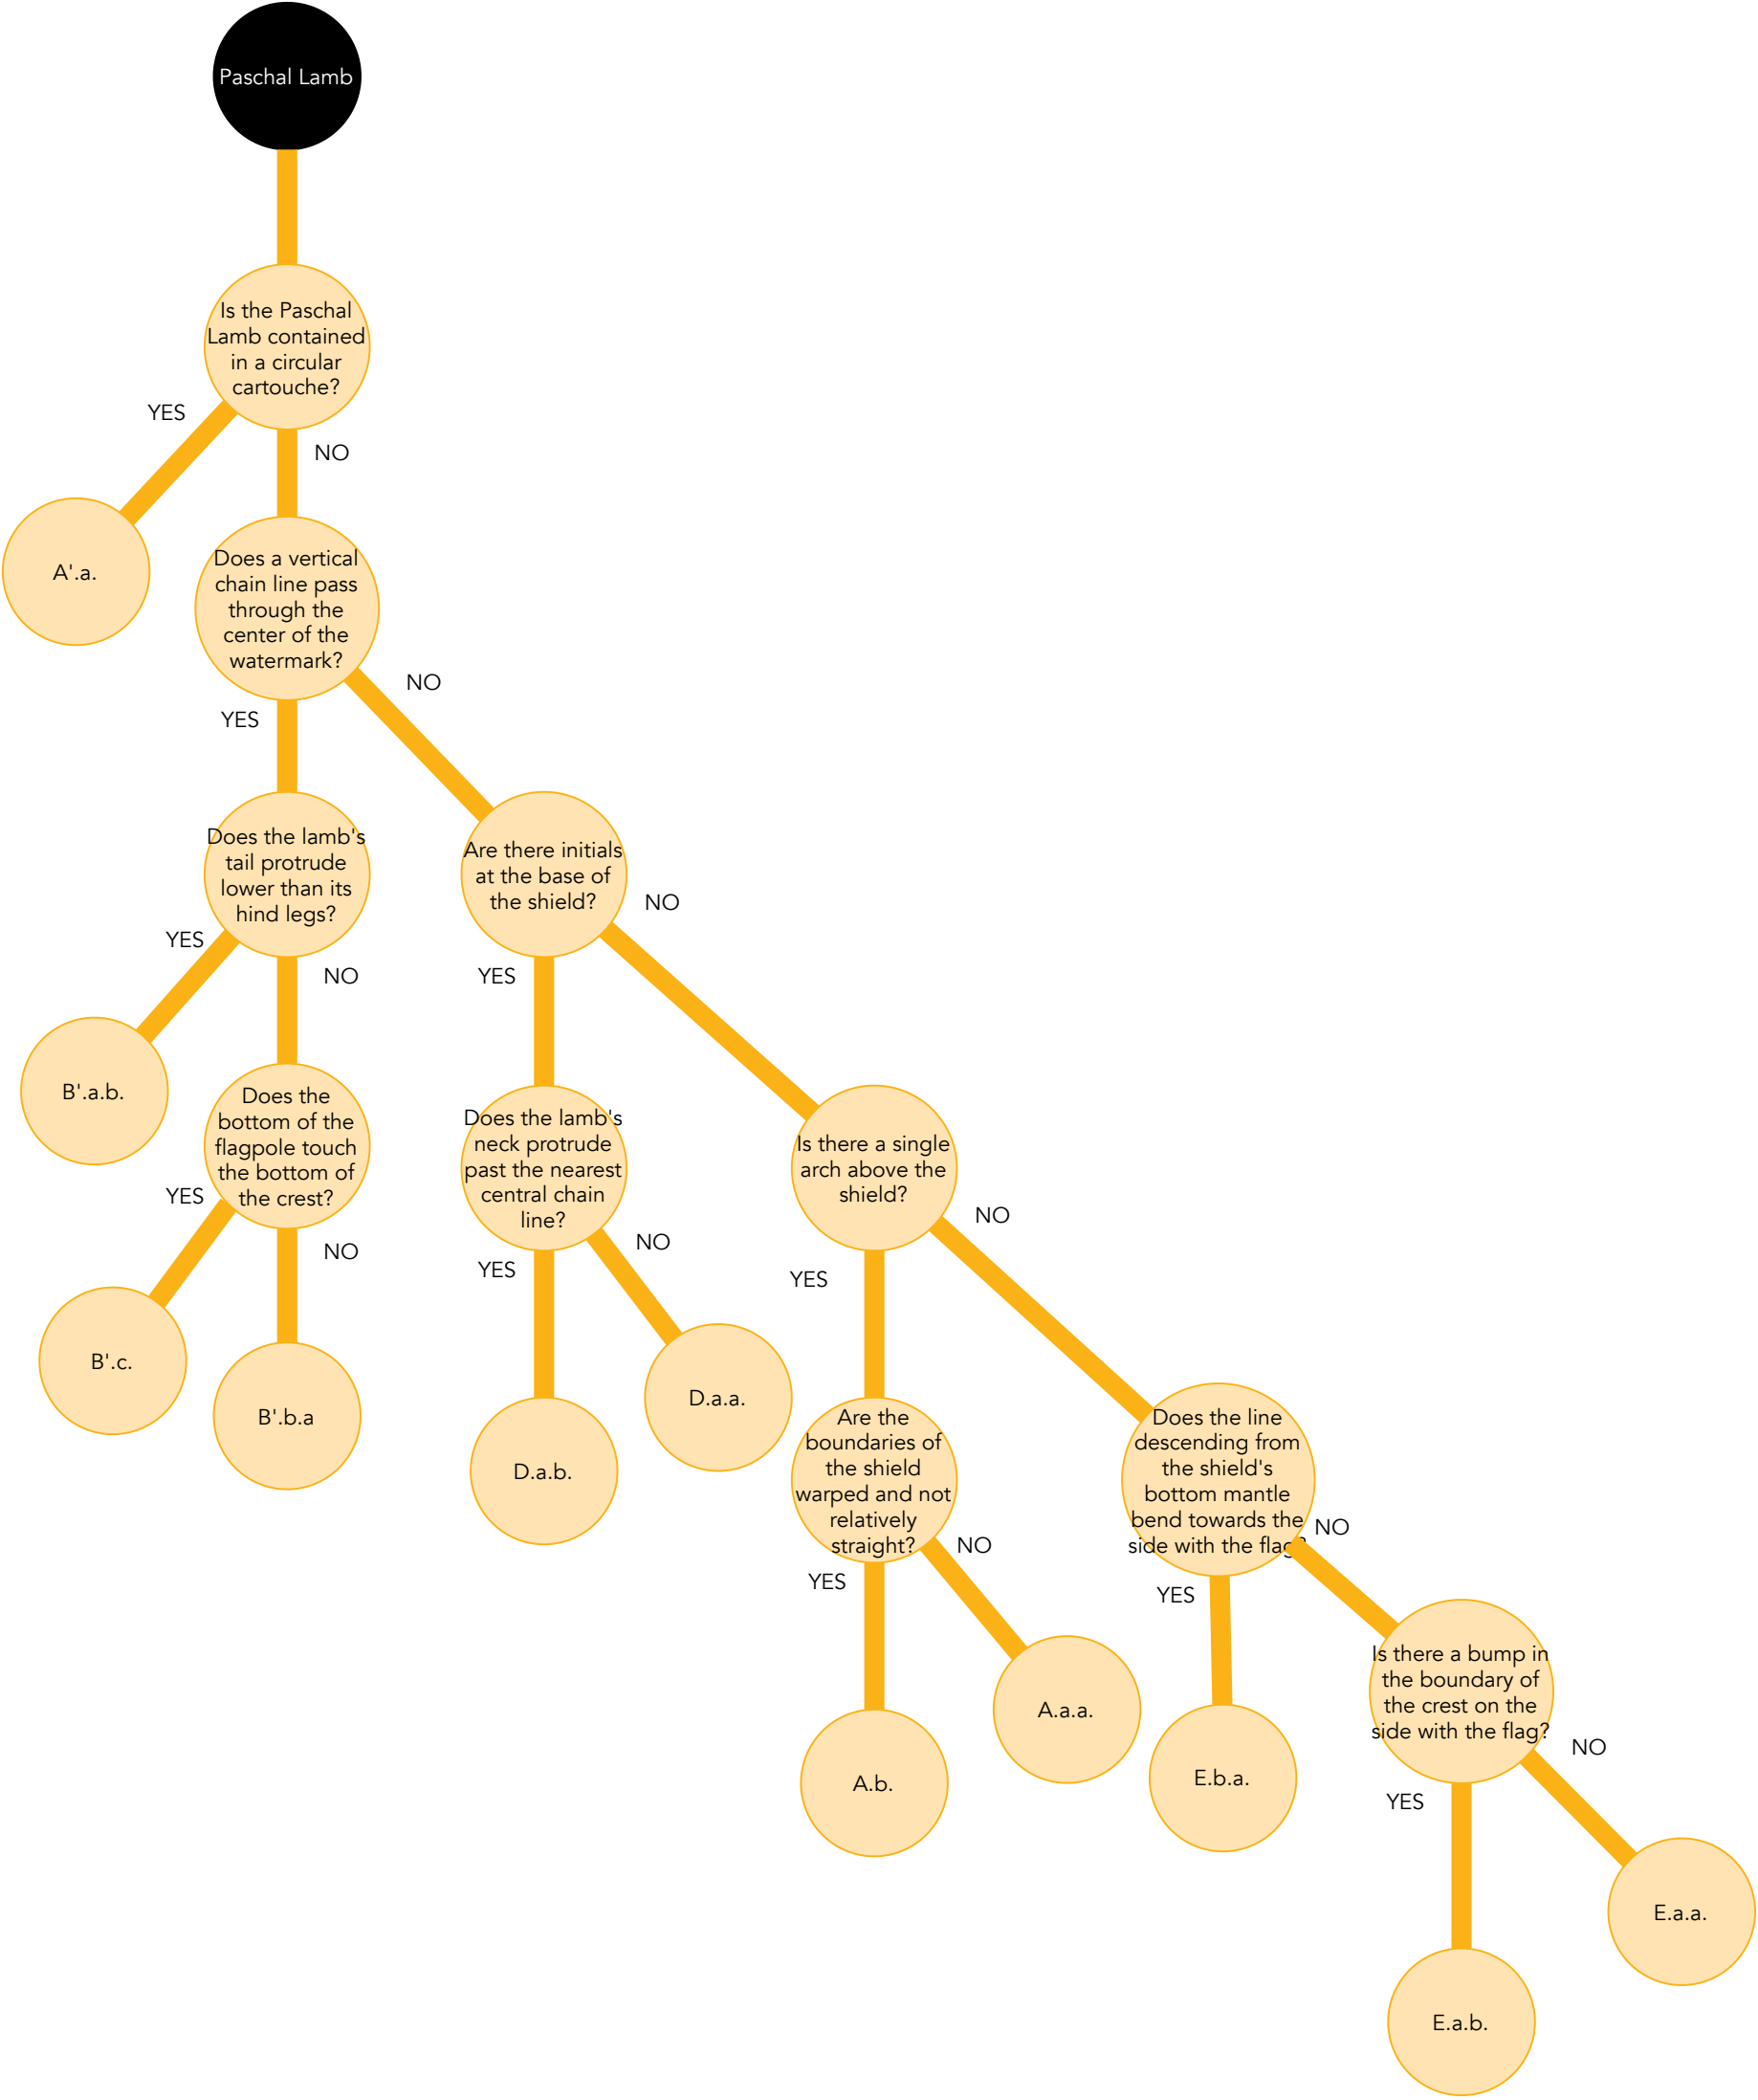 Paschal Lamb
Is the Paschal
Lamb contained
in a circular
cartouche?
YES
NO
A'.a.
Does a vertical
chain line pass
through the
center of the
watermark?
NO
YES
Does the lamb's
tail protrude
lower than its
hind legs?
Are there initials
at the base of
the shield?
NO
YES
NO
YES
B'.a.b.
Does the
bottom of the
flagpole touch
the bottom of
the crest?
Does the lamb's
neck protrude
past the nearest
central chain
line?
Is there a single
arch above the
shield?
YES
NO
NO
YES
NO
YES
YES
B'.c.
B'.b.a
D.a.b.
D.a.a.
Are the
boundaries of
the shield
warped and not
relatively
straight?
Does the line
descending from
the shield's
bottom mantle
bend towards the
side with the flag?
NO
NO
YES
YES
Is there a bump in
the boundary of
the crest on the
side with the flag?
A.b.
A.a.a.
E.b.a.
NO
YES
E.a.a.
E.a.b.